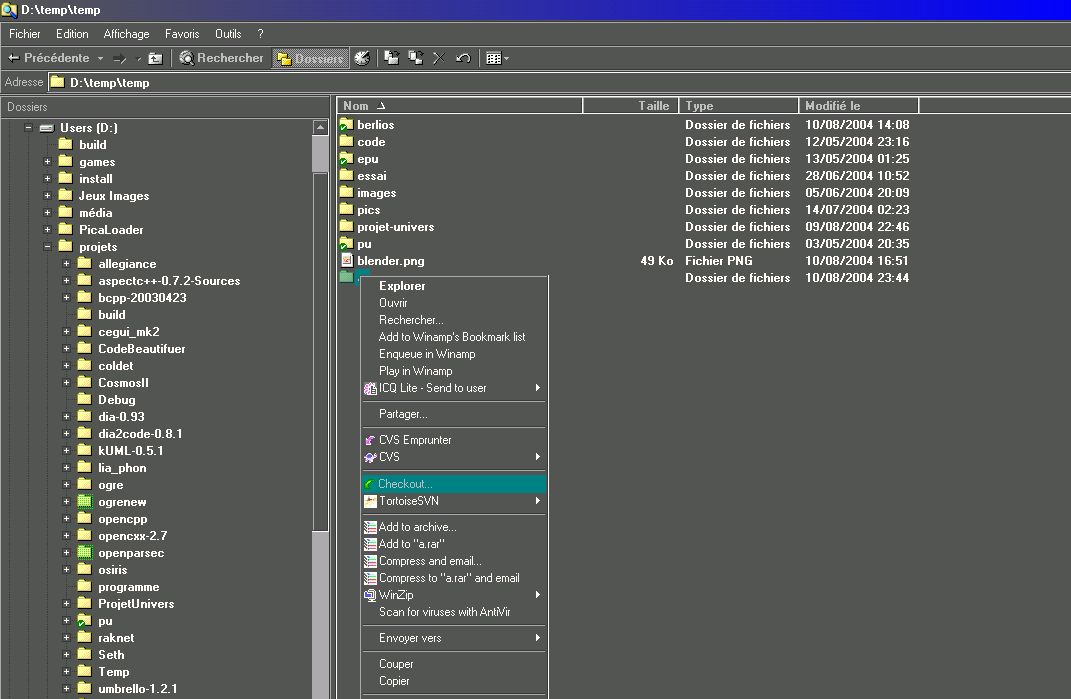 D:\temp\temp
Fichier Edition Affichage Favoris Outils ?
Précédente Rechercher Dossiers
Adresse D:\temp\temp
Dossiers
Users (D:)
build
games
install
Jeux Images
média
PicaLoader
projets
allegiance
aspectc++-0.7.2-Sources
bcpp-20030423
build
cegui_mk2
CodeBeautifuer
coldet
CosmosII
Debug
dia-0.93
dia2code-0.8.1
kUML-0.5.1
lia_phon
ogre
ogrenew
opencpp
opencxx-2.7
openparsec
osiris
programme
ProjetUnivers
pu
raknet
Seth
Temp
umbrello-1.2.1
Nom Taille Type Modifié le
berlios Dossier de fichiers 10/08/2004 14:08
code Dossier de fichiers 12/05/2004 23:16
epu Dossier de fichiers 13/05/2004 01:25
essai Dossier de fichiers 28/06/2004 10:52
images Dossier de fichiers 05/06/2004 20:09
pics Dossier de fichiers 14/07/2004 02:23
projet-univers Dossier de fichiers 09/08/2004 22:46
pu Dossier de fichiers 03/05/2004 20:35
blender.png 49 Ko Fichier PNG 10/08/2004 16:51
Dossier de fichiers 10/08/2004 23:44
Explorer
Ouvrir
Rechercher...
Add to Winamp's Bookmark list
Enqueue in Winamp
Play in Winamp
ICQ Lite - Send to user
Partager...
CVS Emprunter
CVS
Checkout...
TortoiseSVN
Add to archive...
Add to "a.rar"
Compress and email...
Compress to "a.rar" and email
WinZip
Scan for viruses with AntiVir
Envoyer vers
Couper
Copier